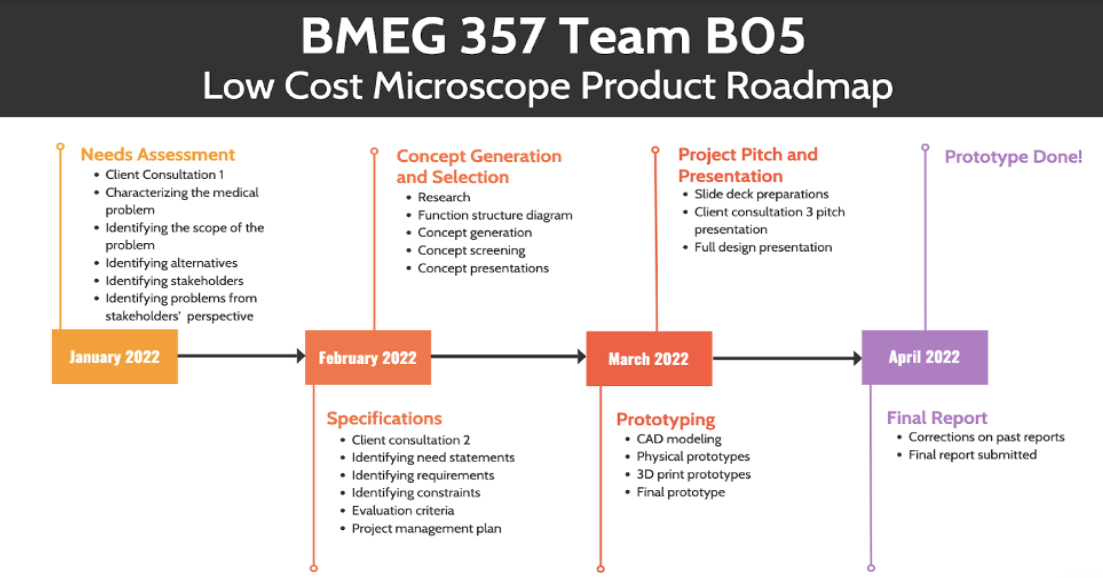 BMEG 357 Team B05
Low Cost Microscope Product Roadmap
Needs Assessment
• Client Consultation 1
• Characterizing the medical
problem
• Identifying the scope of the
problem
• Identifying alternatives
• Identifying stakeholders
• Identifying problems from
stakeholders' perspective
Concept Generation
and Selection
• Research
• Function structure diagram
• Concept generation
• Concept screening
• Concept presentations
Project Pitch and
Presentation
• Slide deck preparations
• Client consultation 3 pitch
presentation
• Full design presentation
Prototype Done!
January 2022
February 2022
March 2022
April 2022
Specifications
• Client consultation 2
• Identifying need statements
• Identifying requirements
• Identifying constraints
• Evaluation criteria
• Project management plan
Prototyping
• CAD modeling
• Physical prototypes
• 3D print prototypes
• Final prototype
Final Report
• Corrections on past reports
• Final report submitted